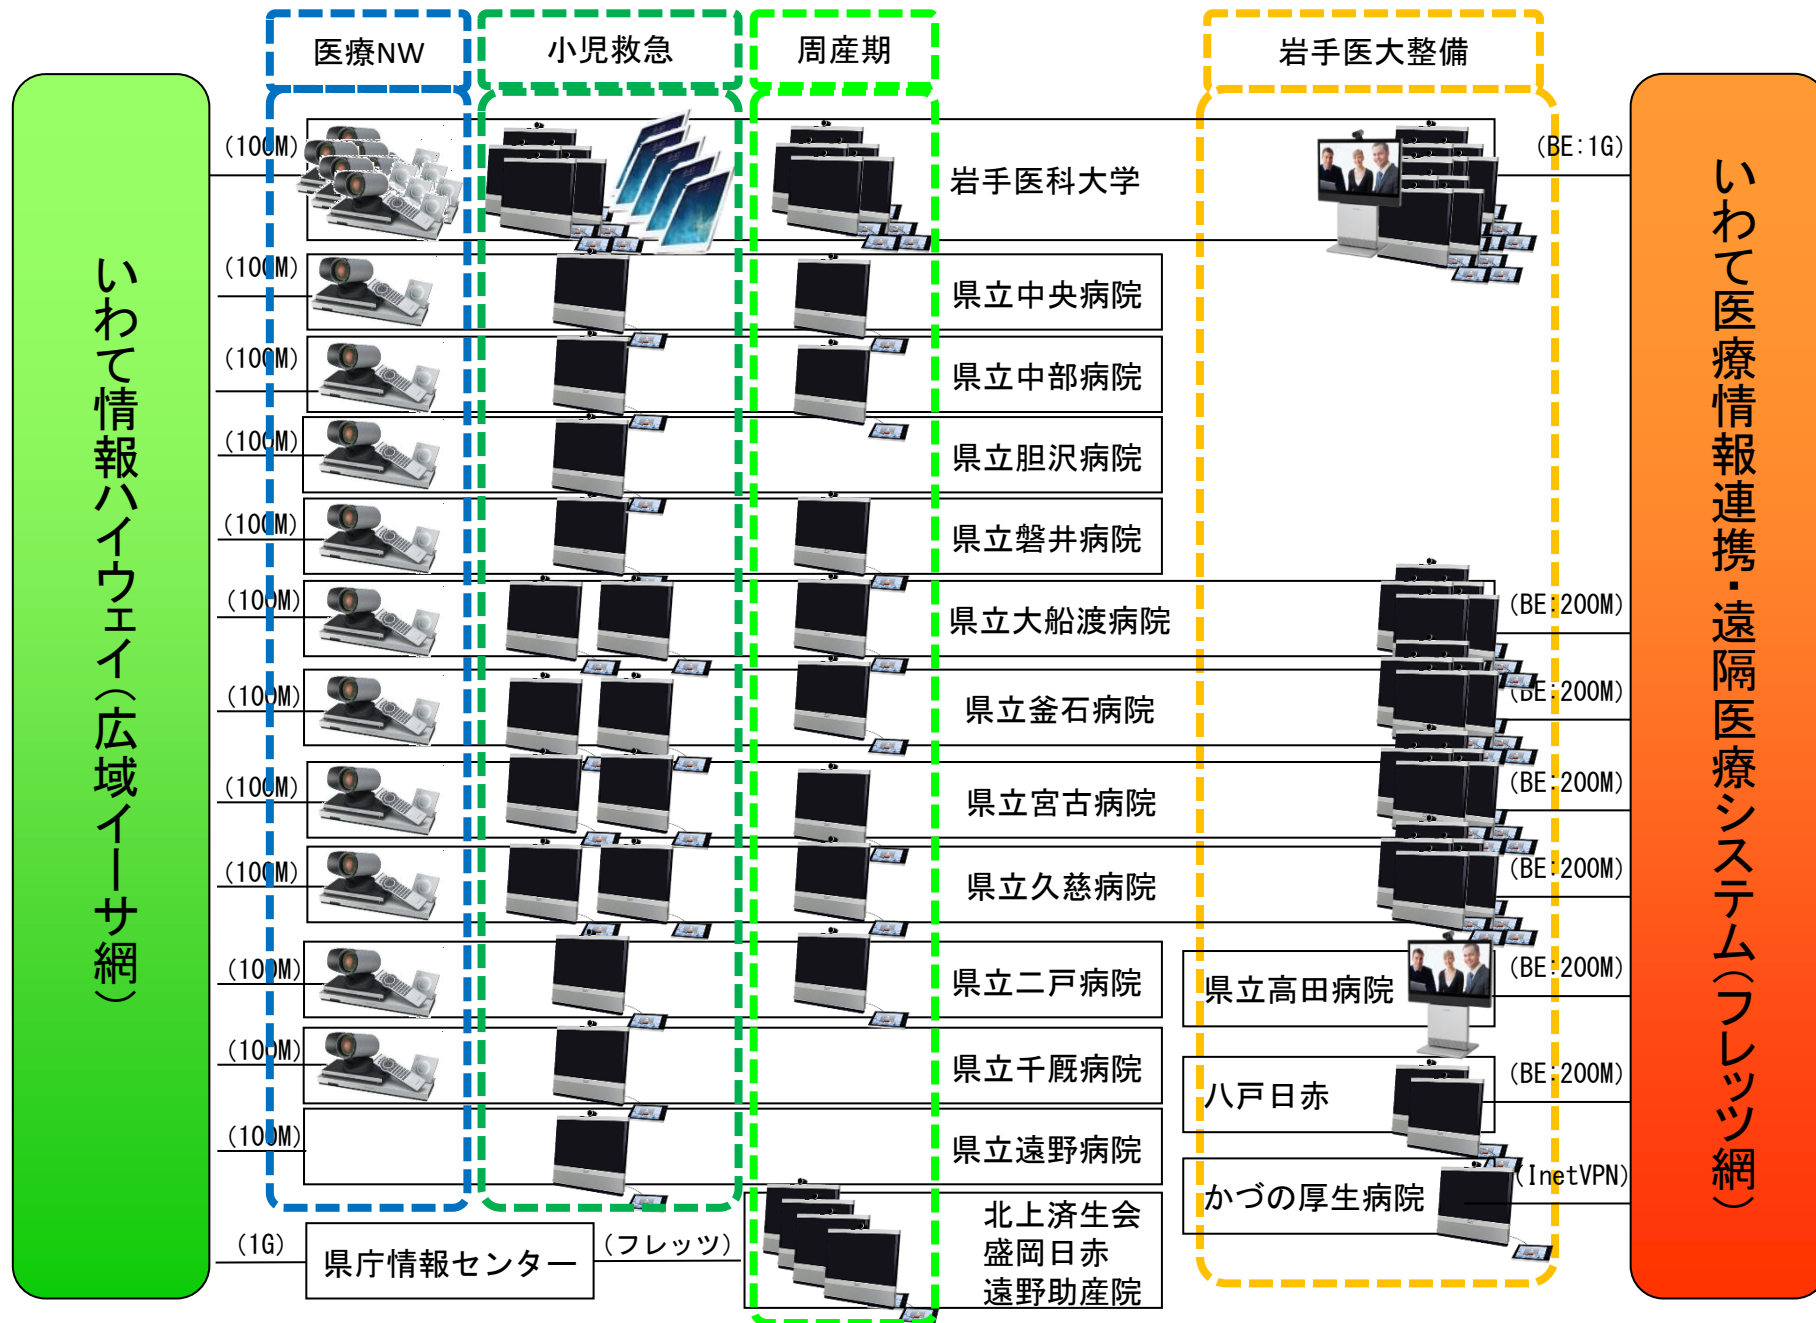 医療NW
小児救急
周産期
岩手医大整備
いわて情報ハイウェイ（広域イーサ網）
いわて医療情報連携・遠隔医療システム（フレッツ網）
(100M)
岩手医科大学
(BE:1G)
(100M)
県立中央病院
(100M)
県立中部病院
(100M)
県立胆沢病院
(100M)
県立磐井病院
(100M)
県立大船渡病院
(BE:200M)
(100M)
県立釜石病院
(BE:200M)
(100M)
県立宮古病院
(BE:200M)
(100M)
県立久慈病院
(BE:200M)
(100M)
県立二戸病院
県立高田病院
(BE:200M)
(100M)
県立千厩病院
八戸日赤
(BE:200M)
(100M)
県立遠野病院
かづの厚生病院
(InetVPN)
(1G)
県庁情報センター
(フレッツ)
北上済生会
盛岡日赤
遠野助産院